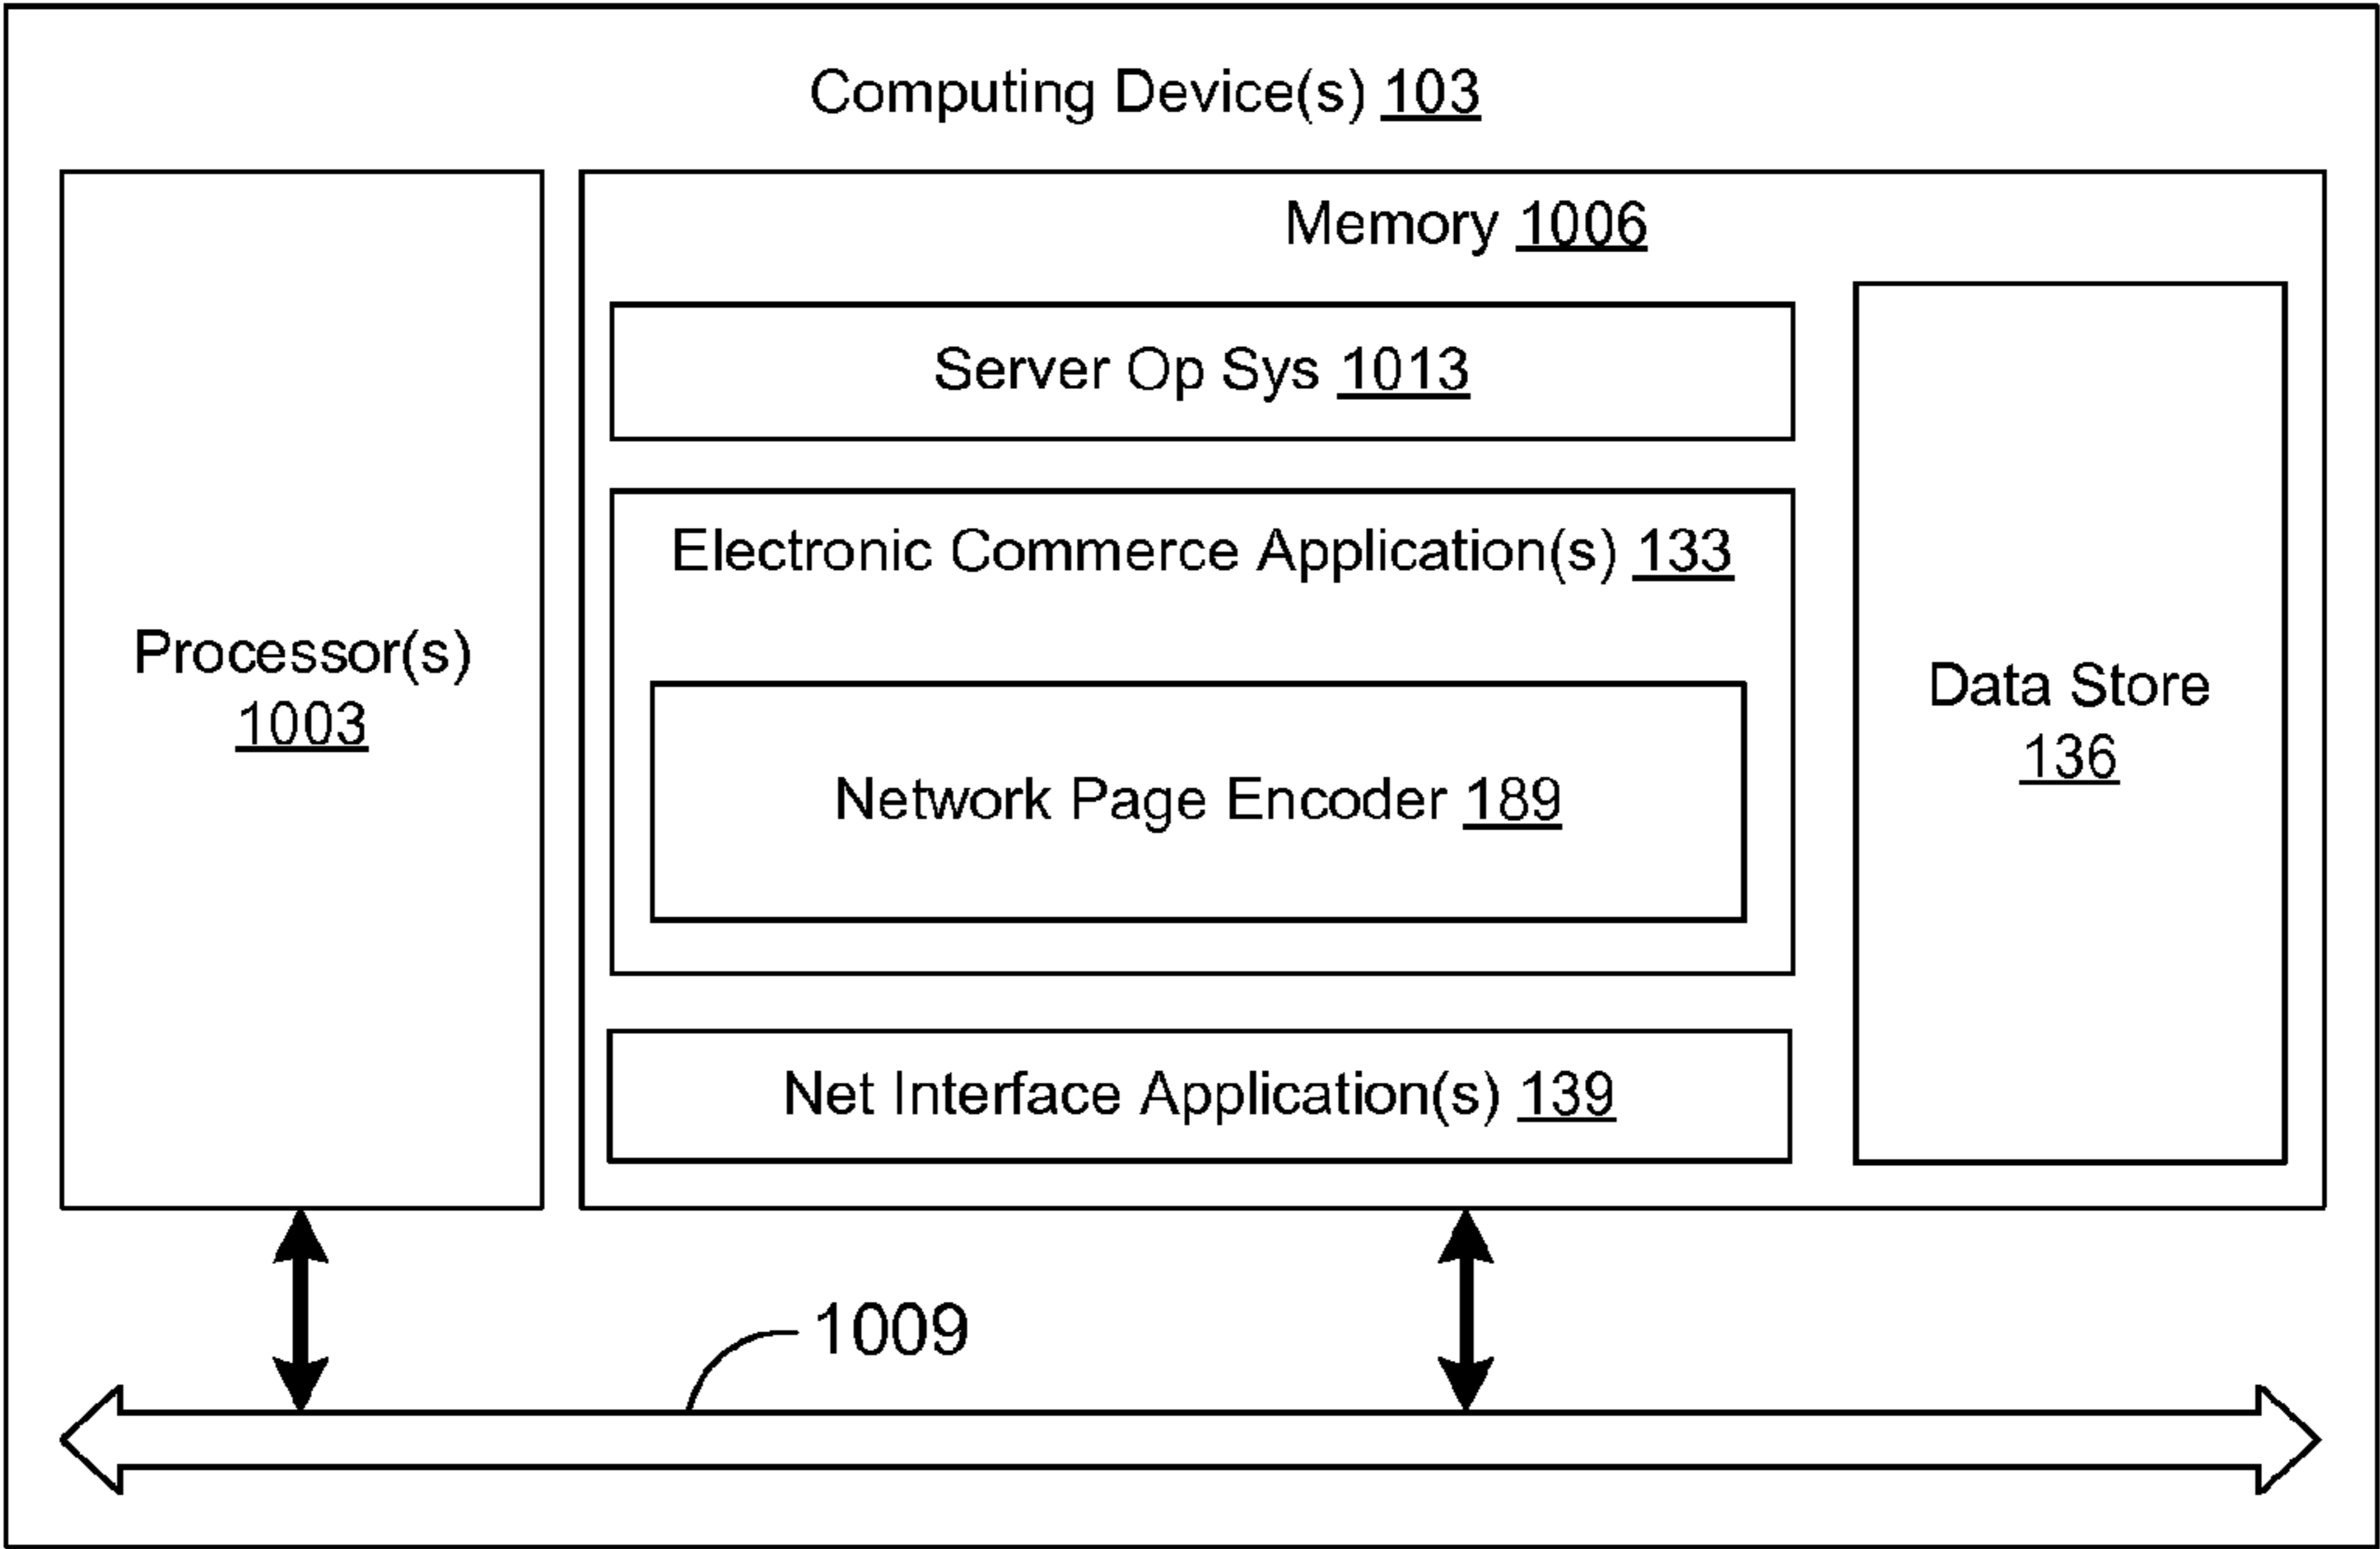 Computing Device(s) 103
Memory 1006
Server Op Sys 1013
Electronic Commerce Application(s) 133
Processor(s)
1003
Network Page Encoder 189
Data Store
136
Net Interface Application(s) 139
1009